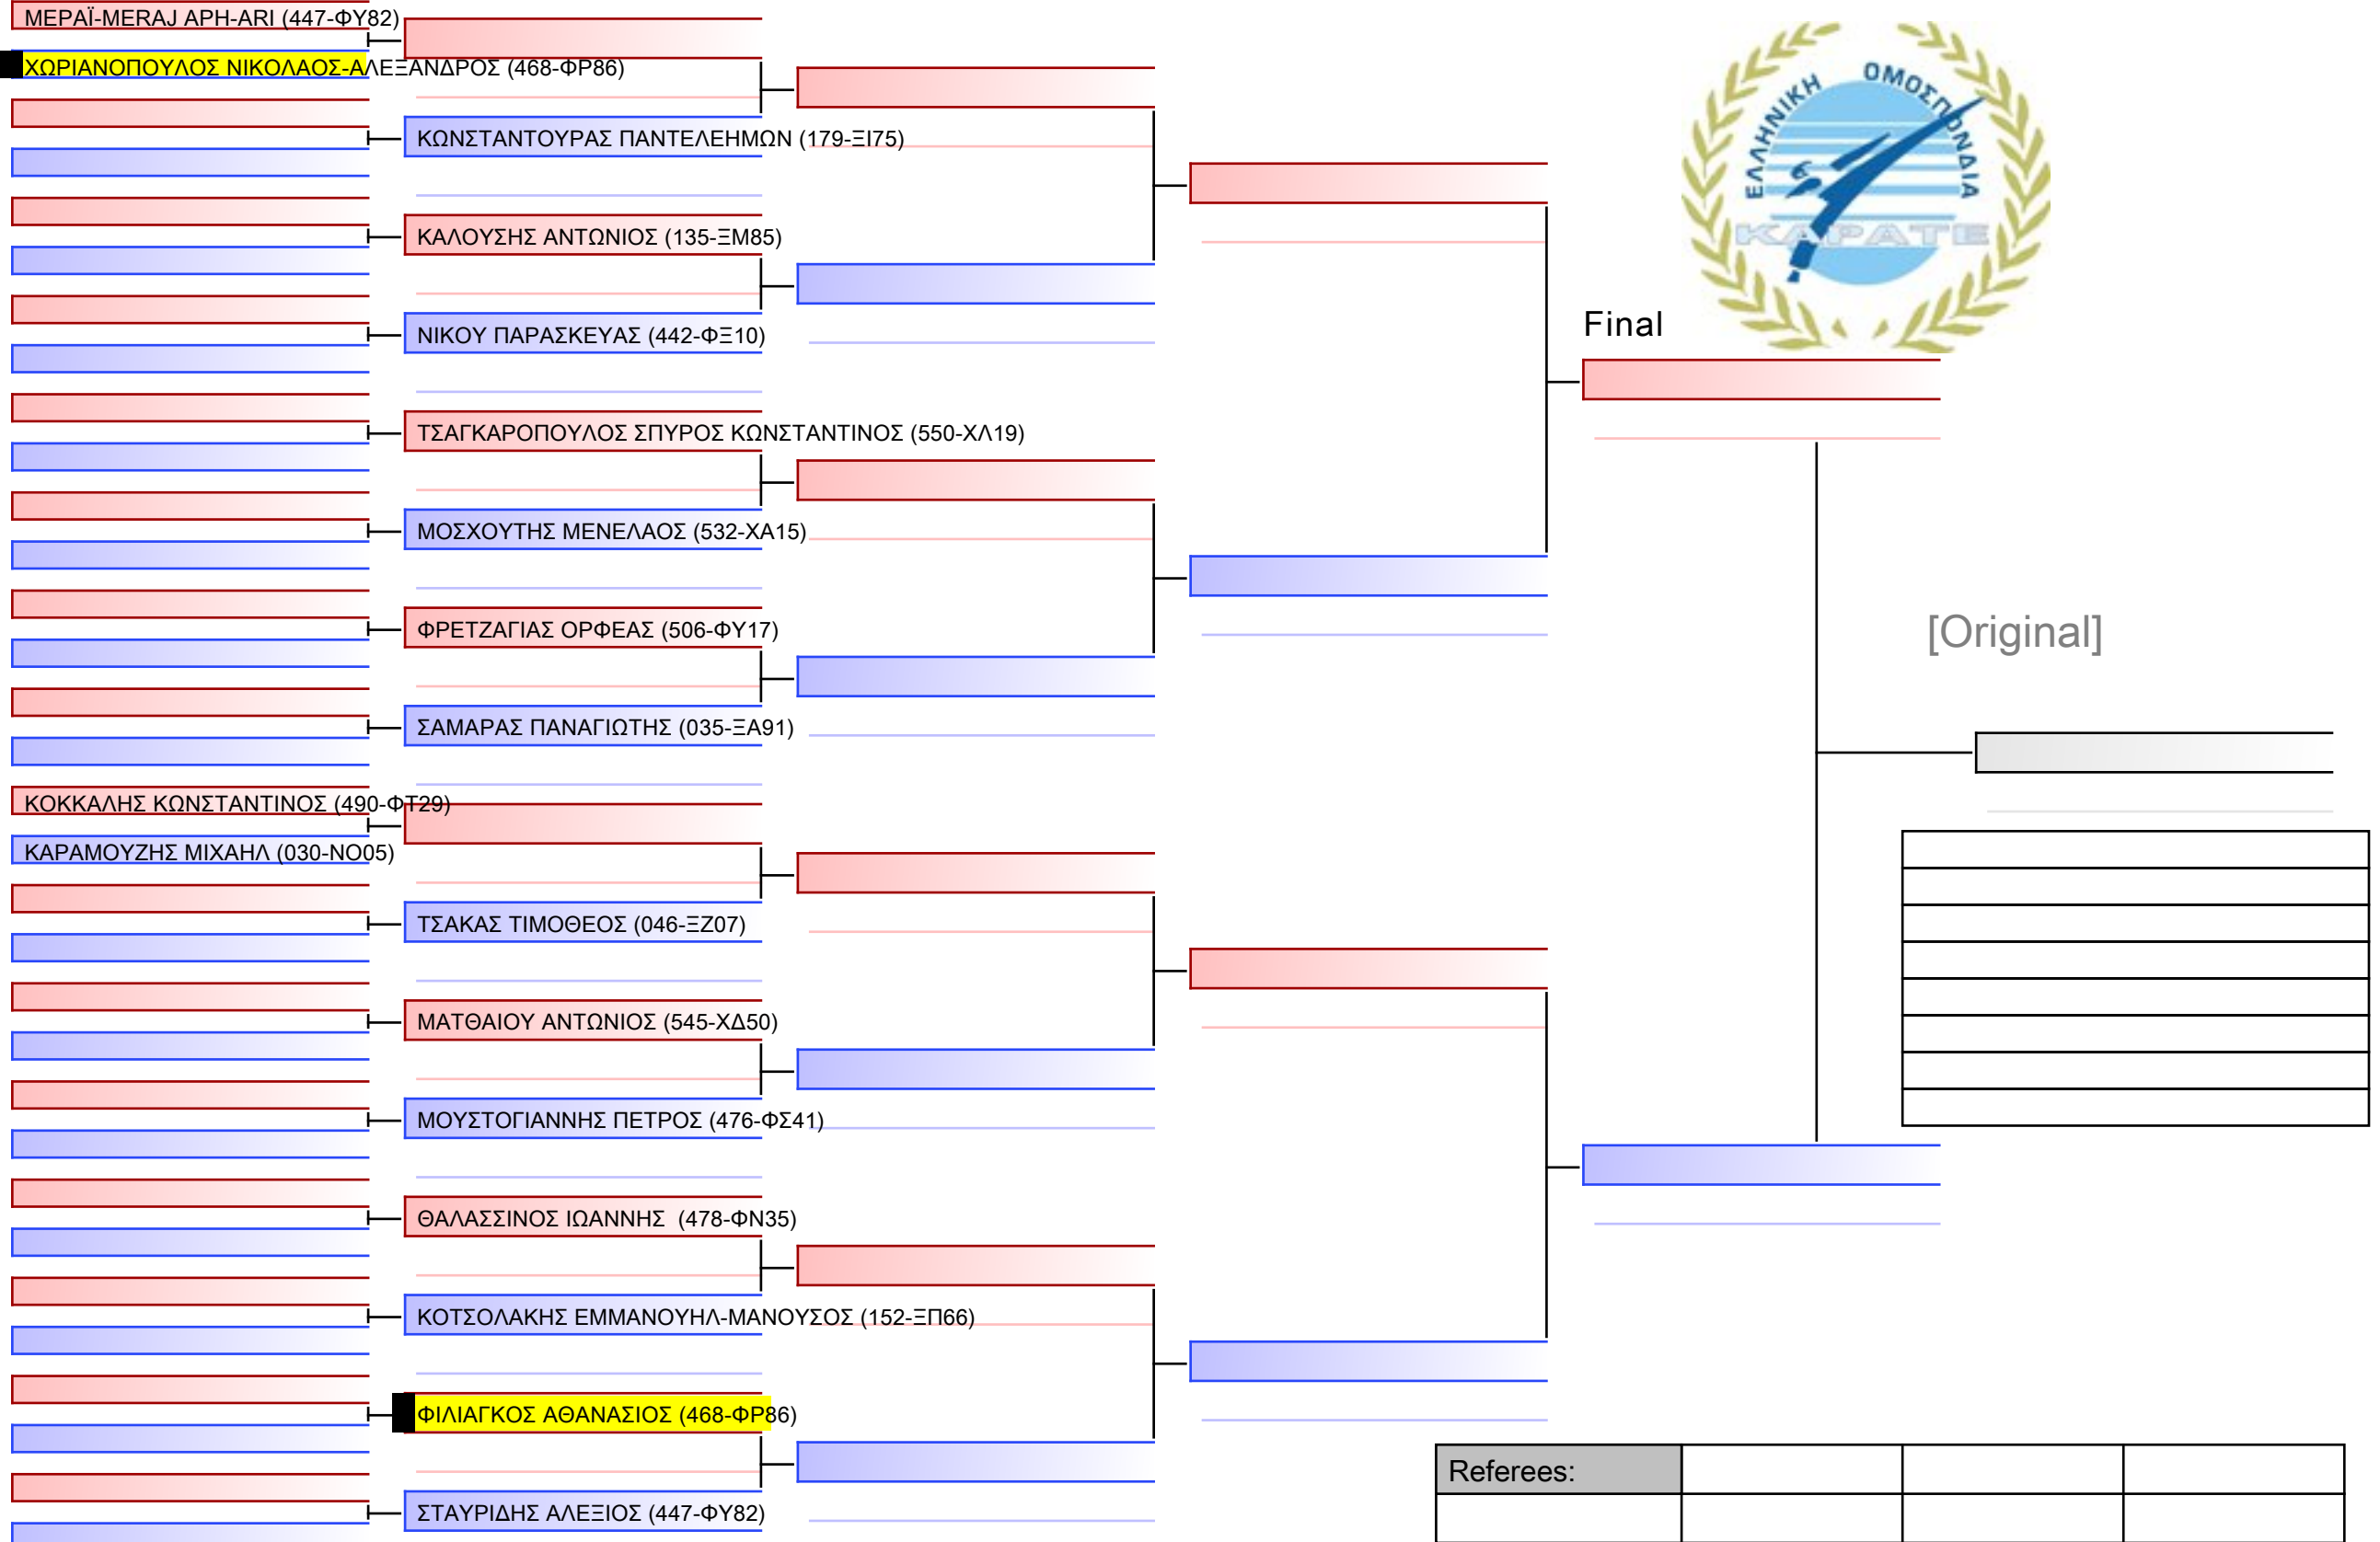 ΜΕΡΑΪ-MERAJ ΑΡΗ-ARI (447-ΦΥ82)
ΧΩΡΙΑΝΟΠΟΥΛΟΣ ΝΙΚΟΛΑΟΣ-ΑΛΕΞΑΝΔΡΟΣ (468-ΦΡ86)
ΚΩΝΣΤΑΝΤΟΥΡΑΣ ΠΑΝΤΕΛΕΗΜΩΝ (179-ΞΙ75)
ΚΑΛΟΥΣΗΣ ΑΝΤΩΝΙΟΣ (135-ΞΜ85)
ΝΙΚΟΥ ΠΑΡΑΣΚΕΥΑΣ (442-ΦΞ10)
ΤΣΑΓΚΑΡΟΠΟΥΛΟΣ ΣΠΥΡΟΣ ΚΩΝΣΤΑΝΤΙΝΟΣ (550-ΧΛ19)
ΜΟΣΧΟΥΤΗΣ ΜΕΝΕΛΑΟΣ (532-ΧΑ15)
ΦΡΕΤΖΑΓΙΑΣ ΟΡΦΕΑΣ (506-ΦΥ17)
ΣΑΜΑΡΑΣ ΠΑΝΑΓΙΩΤΗΣ (035-ΞΑ91)
ΚΟΚΚΑΛΗΣ ΚΩΝΣΤΑΝΤΙΝΟΣ (490-ΦΤ29)
ΚΑΡΑΜΟΥΖΗΣ ΜΙΧΑΗΛ (030-ΝΟ05)
ΤΣΑΚΑΣ ΤΙΜΟΘΕΟΣ (046-ΞΖ07)
ΜΑΤΘΑΙΟΥ ΑΝΤΩΝΙΟΣ (545-ΧΔ50)
ΜΟΥΣΤΟΓΙΑΝΝΗΣ ΠΕΤΡΟΣ (476-ΦΣ41)
ΘΑΛΑΣΣΙΝΟΣ ΙΩΑΝΝΗΣ (478-ΦΝ35)
ΚΟΤΣΟΛΑΚΗΣ ΕΜΜΑΝΟΥΗΛ-ΜΑΝΟΥΣΟΣ (152-ΞΠ66)
ΦΙΛΙΑΓΚΟΣ ΑΘΑΝΑΣΙΟΣ (468-ΦΡ86)
ΣΤΑΥΡΙΔΗΣ ΑΛΕΞΙΟΣ (447-ΦΥ82)
ΕΛΛΗΝΙΚΗ ΟΜΟΣΠΟΝΔΙΑ
ΚΑΡΑΤΕ
Final
[Original]
Referees: